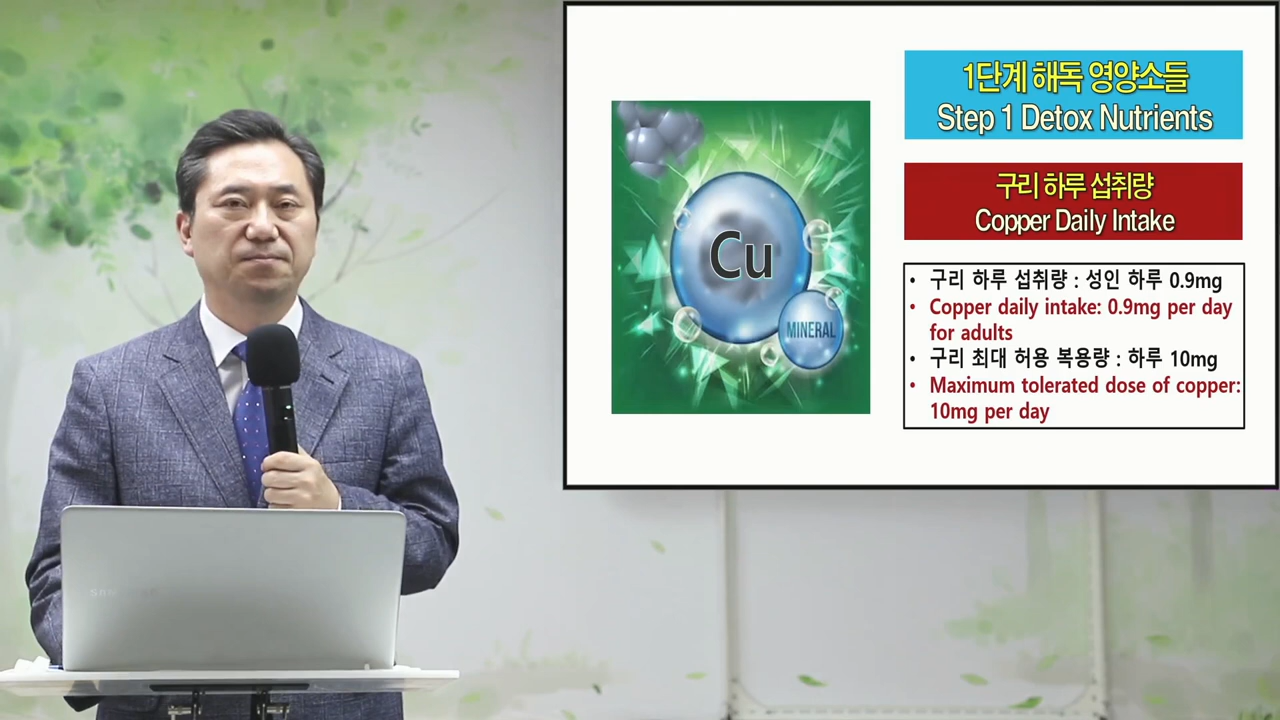 1단계 해독 영양소들
Step 1 Detox Nutrients
구리 하루 섭취량
Copper Daily Intake
Cu
MINERAL
• 구리 하루 섭취량 : 성인 하루 0.9mg
• Copper daily intake: 0.9mg per day
for adults
• 구리 최대 허용 복용량 : 하루 10mg
• Maximum tolerated dose of copper:
10mg per day